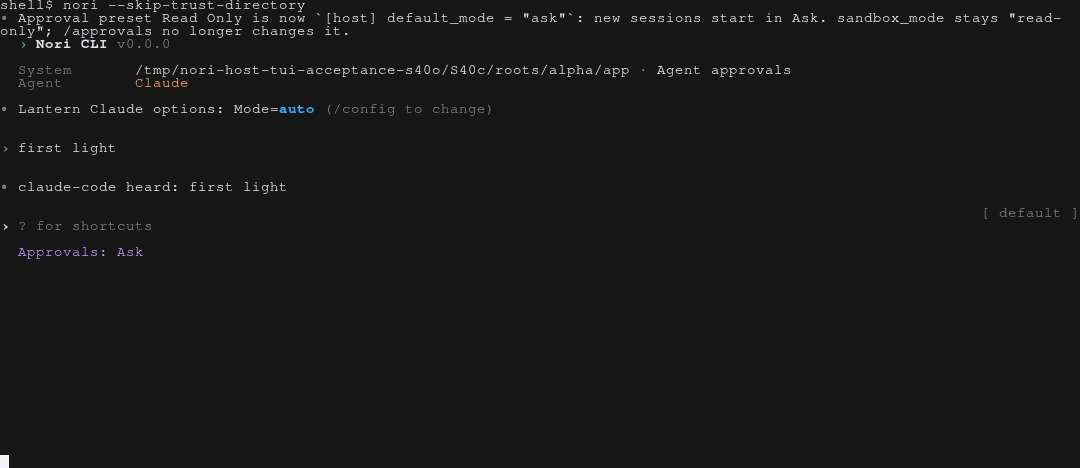 shell$ nori --skip-trust-directory
• Approval preset Read Only is now `[host] default_mode = "ask"`: new sessions start in Ask. sandbox_mode stays "read-
only"; /approvals no longer changes it.
› Nori CLI v0.0.0
System /tmp/nori-host-tui-acceptance-s40o/S40c/roots/alpha/app · Agent approvals
Agent Claude
• Lantern Claude options: Mode=auto (/config to change)
› first light
• claude-code heard: first light
[ default ]
› ? for shortcuts
Approvals: Ask